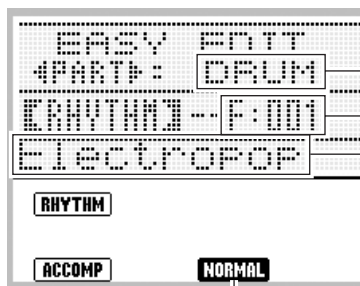 EASY EDIT
◀PART▶: DRUM
[RHYTHM] -- F:001
Electropop
RHYTHM
ACCOMP NORMAL